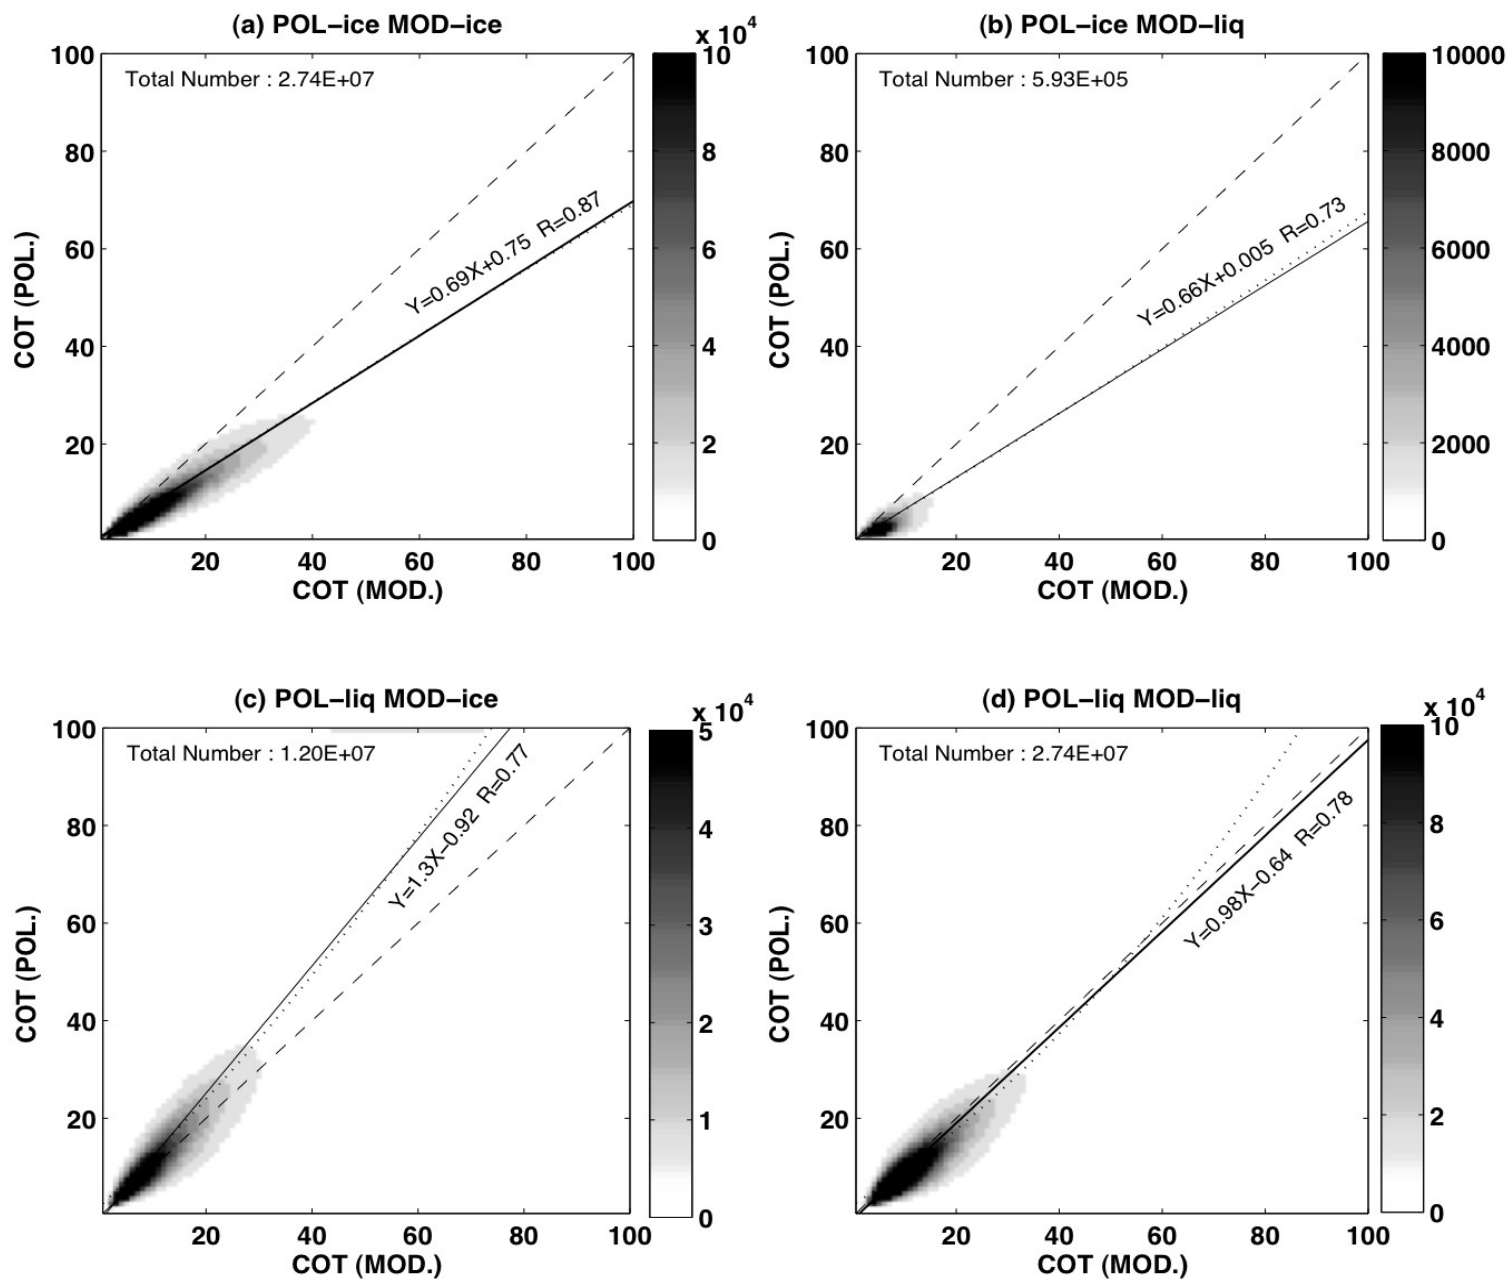 (a) POL–ice MOD–ice
x 10^4
Total Number : 2.74E+07
Y=0.69X+0.75 R=0.87
COT (POL.)
100
80
60
40
20
20 40 60 80 100
COT (MOD.)
10
8
6
4
2
0
(b) POL–ice MOD–liq
Total Number : 5.93E+05
Y=0.66X+0.005 R=0.73
COT (POL.)
100
80
60
40
20
20 40 60 80 100
COT (MOD.)
10000
8000
6000
4000
2000
0
(c) POL–liq MOD–ice
x 10^4
Total Number : 1.20E+07
Y=1.3X−0.92 R=0.77
COT (POL.)
100
80
60
40
20
20 40 60 80 100
COT (MOD.)
5
4
3
2
1
0
(d) POL–liq MOD–liq
x 10^4
Total Number : 2.74E+07
Y=0.98X−0.64 R=0.78
COT (POL.)
100
80
60
40
20
20 40 60 80 100
COT (MOD.)
10
8
6
4
2
0